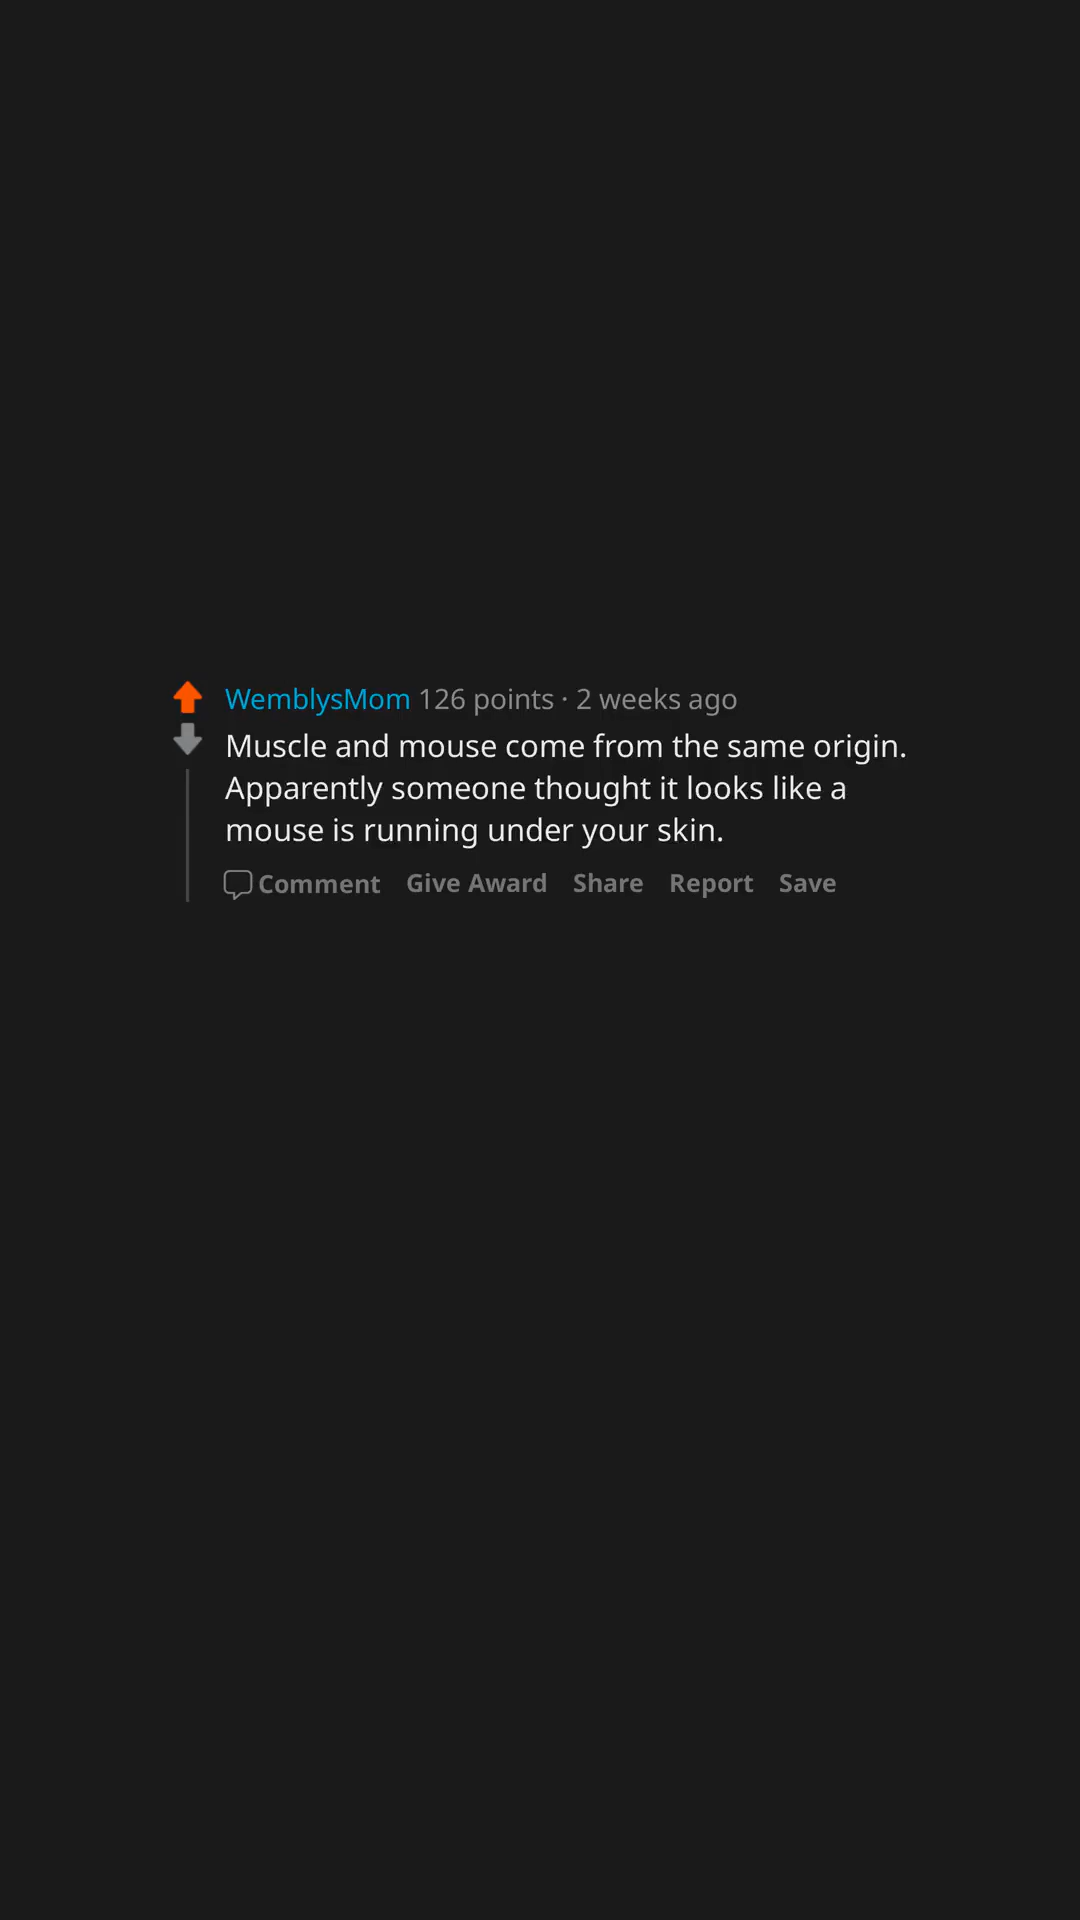 WemblysMom 126 points · 2 weeks ago
Muscle and mouse come from the same origin.
Apparently someone thought it looks like a
mouse is running under your skin.
Comment Give Award Share Report Save